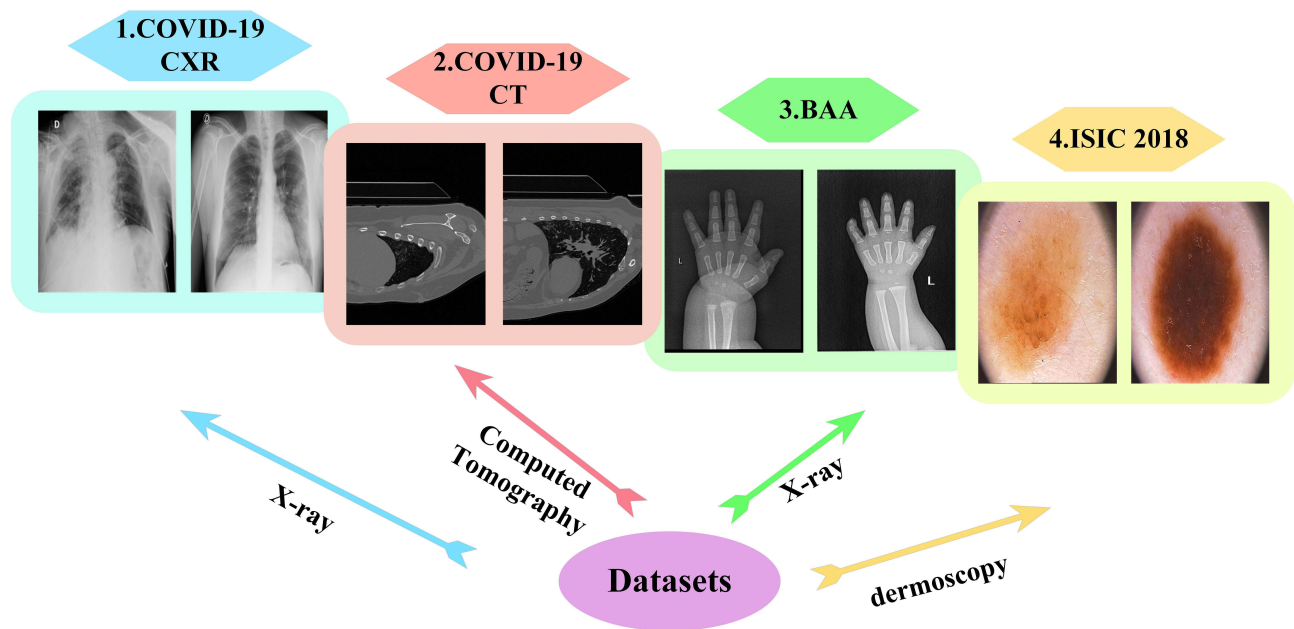 1.COVID-19
CXR
2.COVID-19
CT
3.BAA
4.ISIC 2018
D
L
L
X-ray
Computed
Tomography
X-ray
dermoscopy
Datasets